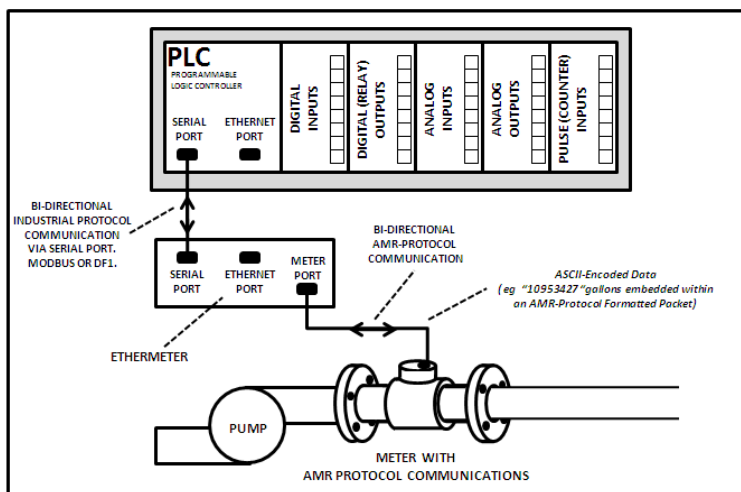 PLC
PROGRAMMABLE
LOGIC CONTROLLER
SERIAL
PORT
ETHERNET
PORT
DIGITAL
INPUTS
DIGITAL (RELAY)
OUTPUTS
ANALOG
INPUTS
ANALOG
OUTPUTS
PULSE (COUNTER)
INPUTS
BI-DIRECTIONAL
INDUSTRIAL PROTOCOL
COMMUNICATION
VIA SERIAL PORT.
MODBUS OR DF1.
SERIAL
PORT
ETHERNET
PORT
METER
PORT
BI-DIRECTIONAL
AMR-PROTOCOL
COMMUNICATION
ASCII-Encoded Data
(eg "10953427"gallons embedded within
an AMR-Protocol Formatted Packet)
ETHERMETER
PUMP
METER WITH
AMR PROTOCOL COMMUNICATIONS